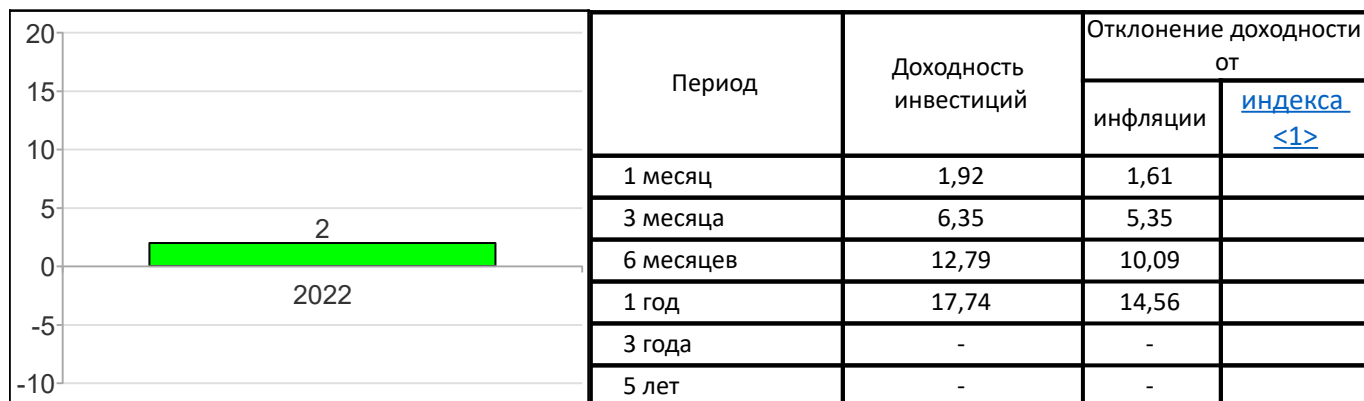 20
15
10
5
0
-5
-10
2
2022
Период
Доходность
инвестиций
Отклонение доходности
от
инфляции
индекса
<1>
1 месяц 1,92 1,61
3 месяца 6,35 5,35
6 месяцев 12,79 10,09
1 год 17,74 14,56
3 года - -
5 лет - -